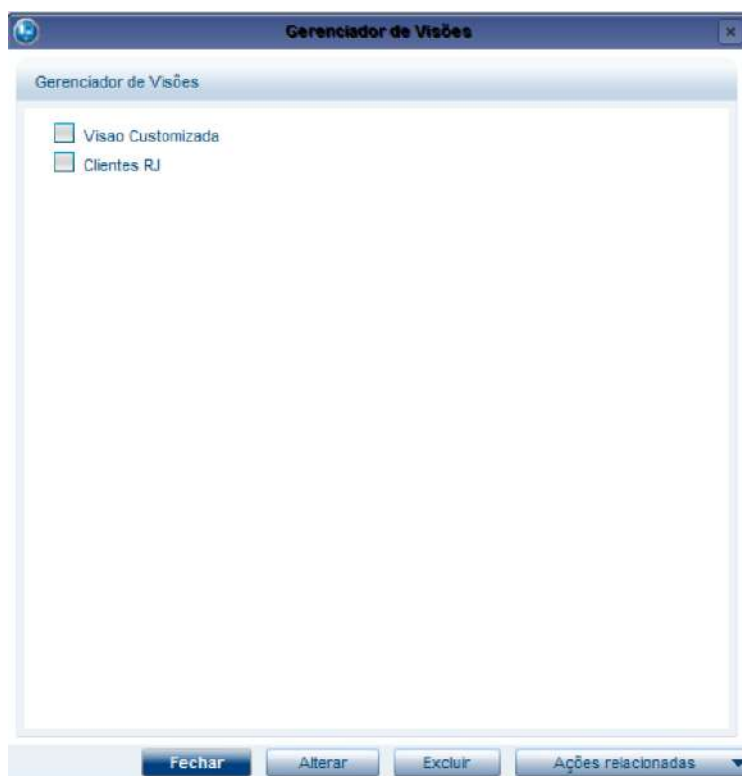 Gerenciador de Visões
Gerenciador de Visões
Visao Customizada
Clientes RJ
Fechar Alterar Excluir Ações relacionadas